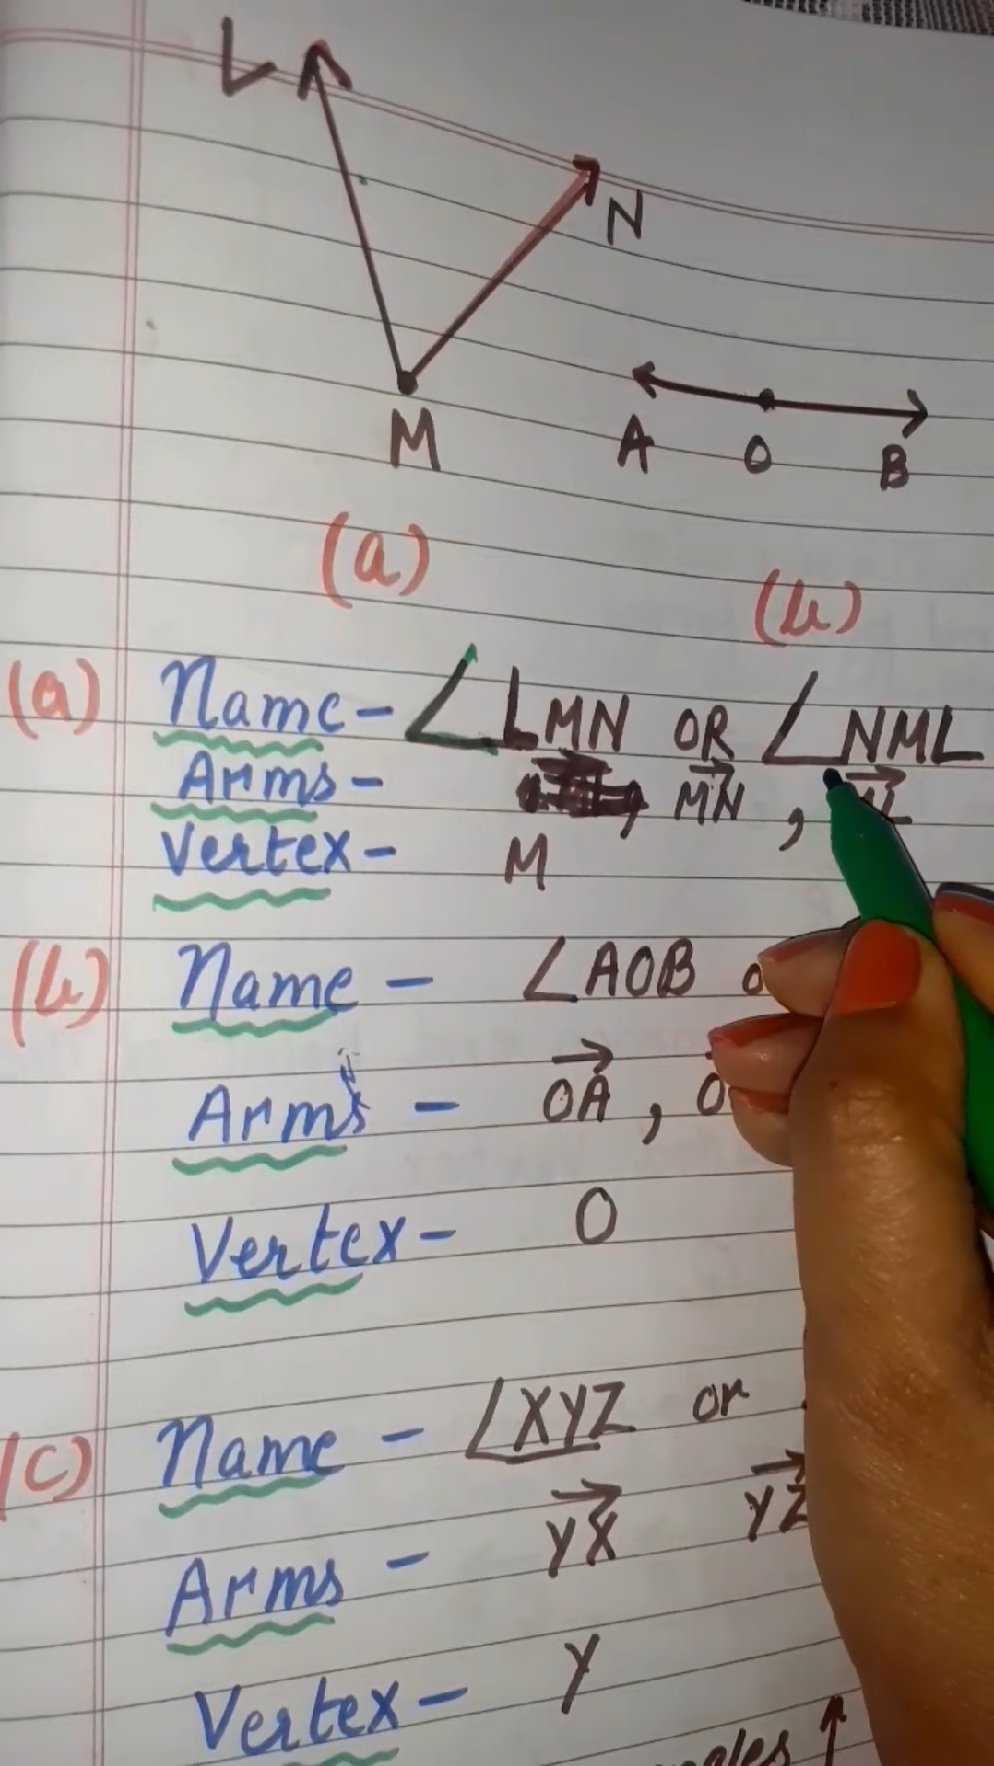 L
N
M
A O B
(a)
(b)
(a) Name - ∠LMN OR ∠NML
Arms - MN,
Vertex - M
(b) Name - ∠AOB
Arms - OA,
Vertex - O
(c) Name - ∠XYZ or
Arms - YX YZ
Vertex - Y